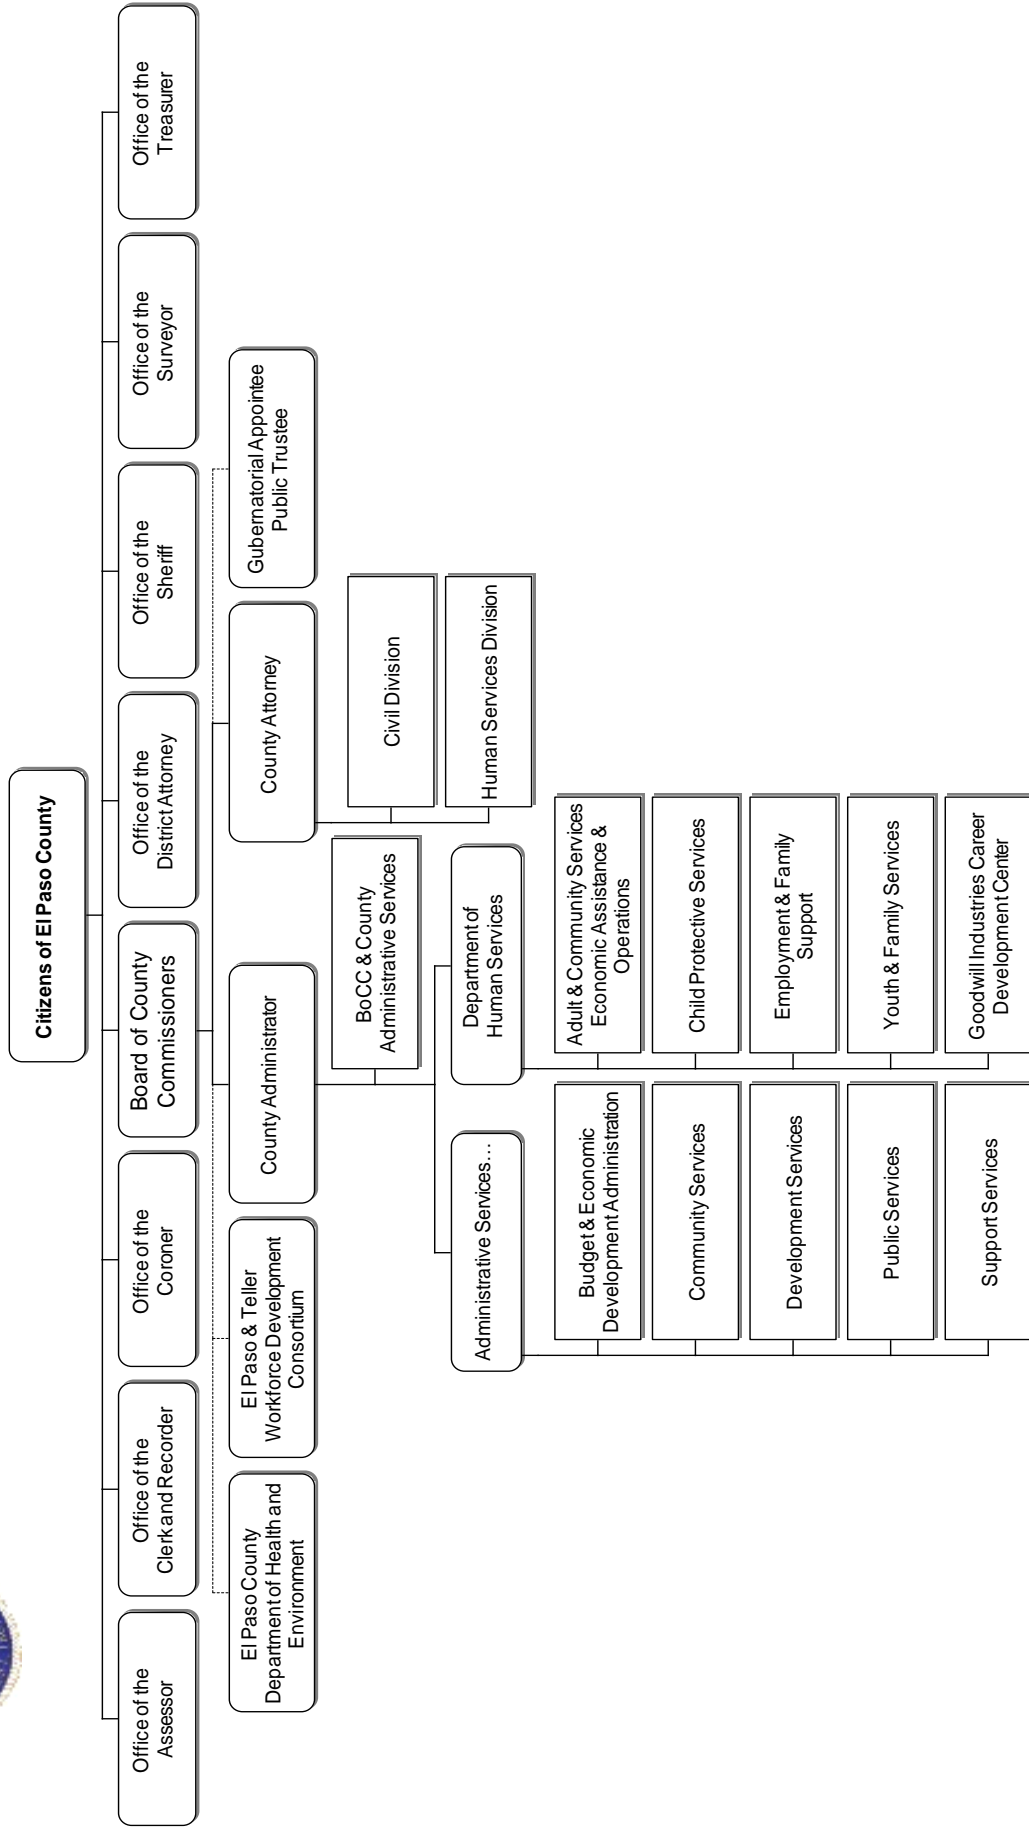 Citizens of El Paso County
Office of the
Assessor
Office of the
Clerk and Recorder
Office of the
Coroner
Board of County
Commissioners
Office of the
District Attorney
Office of the
Sheriff
Office of the
Surveyor
Office of the
Treasurer
El Paso County
Department of Health and
Environment
El Paso & Teller
Workforce Development
Consortium
County Administrator
County Attorney
Gubernatorial Appointee
Public Trustee
BoCC & County
Administrative Services
Civil Division
Human Services Division
Administrative Services...
Department of
Human Services
Budget & Economic
Development Administration
Community Services
Development Services
Public Services
Support Services
Adult & Community Services
Economic Assistance &
Operations
Child Protective Services
Employment & Family
Support
Youth & Family Services
Goodwill Industries Career
Development Center